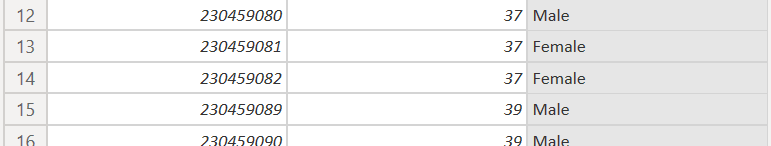 12 230459080 37 Male
13 230459081 37 Female
14 230459082 37 Female
15 230459089 39 Male
16 230459090 39 Male